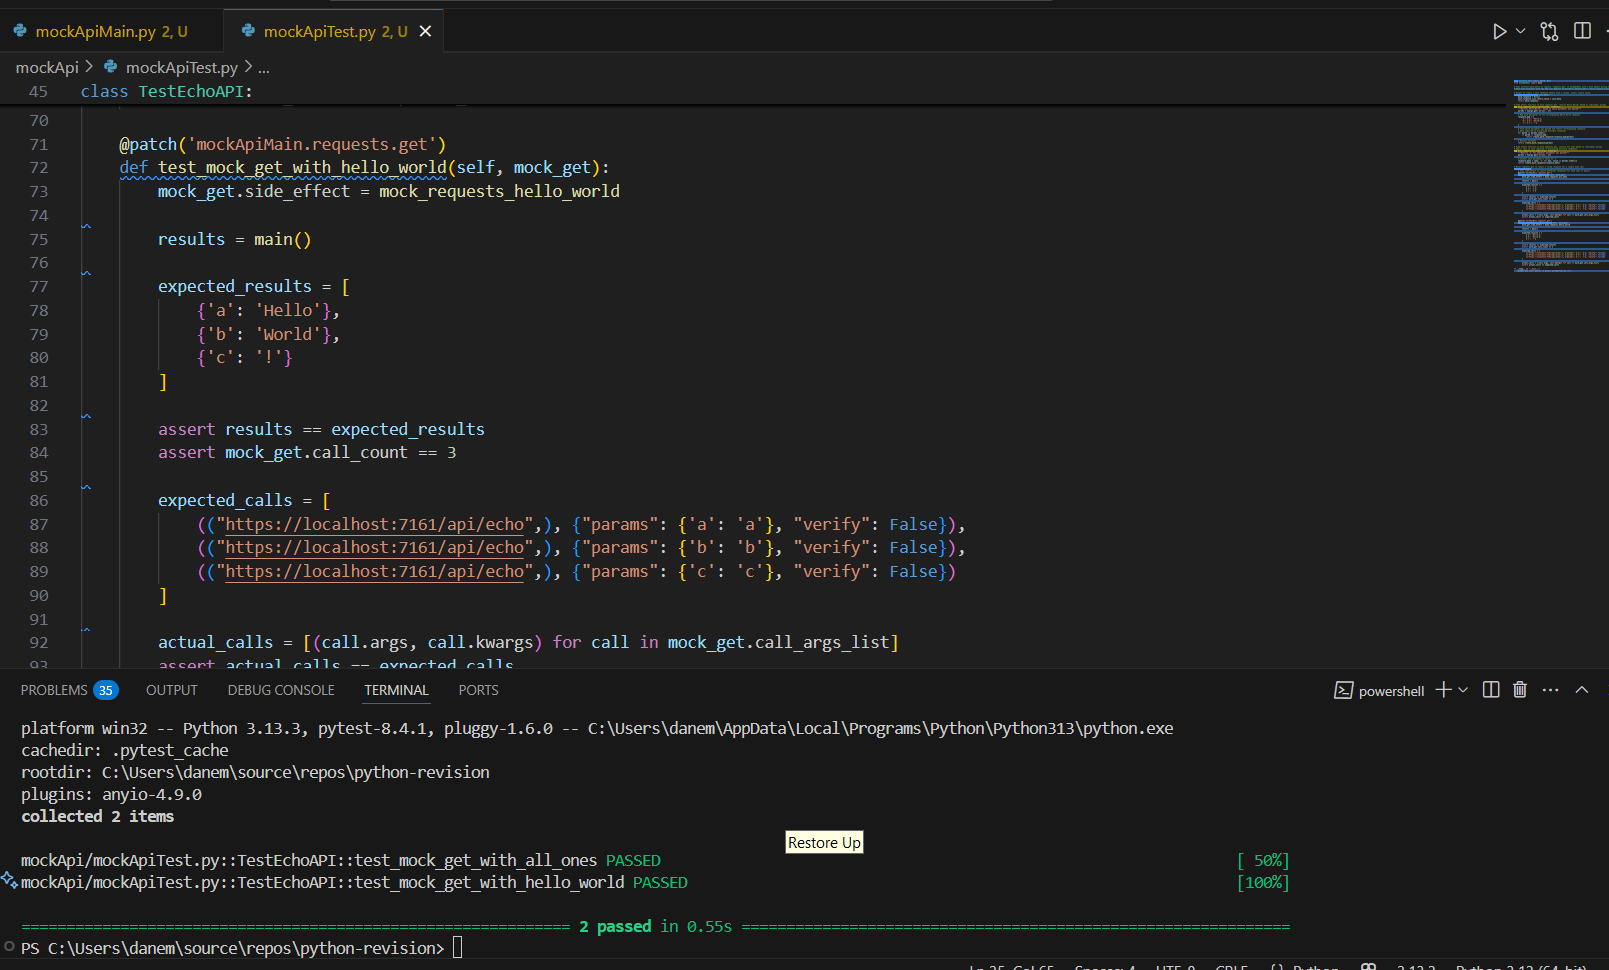 mockApiMain.py 2, U
mockApiTest.py 2, U
mockApi > mockApiTest.py > ...
45 class TestEchoAPI:
70
71 @patch('mockApiMain.requests.get')
72 def test_mock_get_with_hello_world(self, mock_get):
73 mock_get.side_effect = mock_requests_hello_world
74
75 results = main()
76
77 expected_results = [
78 {'a': 'Hello'},
79 {'b': 'World'},
80 {'c': '!'}
81 ]
82
83 assert results == expected_results
84 assert mock_get.call_count == 3
85
86 expected_calls = [
87 (("https://localhost:7161/api/echo",), {"params": {'a': 'a'}, "verify": False}),
88 (("https://localhost:7161/api/echo",), {"params": {'b': 'b'}, "verify": False}),
89 (("https://localhost:7161/api/echo",), {"params": {'c': 'c'}, "verify": False})
90 ]
91
92 actual_calls = [(call.args, call.kwargs) for call in mock_get.call_args_list]
93 assert actual_calls == expected_calls
PROBLEMS 35 OUTPUT DEBUG CONSOLE TERMINAL PORTS powershell
platform win32 -- Python 3.13.3, pytest-8.4.1, pluggy-1.6.0 -- C:\Users\danem\AppData\Local\Programs\Python\Python313\python.exe
cachedir: .pytest_cache
rootdir: C:\Users\danem\source\repos\python-revision
plugins: anyio-4.9.0
collected 2 items
Restore Up
mockApi/mockApiTest.py::TestEchoAPI::test_mock_get_with_all_ones PASSED [ 50%]
mockApi/mockApiTest.py::TestEchoAPI::test_mock_get_with_hello_world PASSED [100%]
2 passed in 0.55s
PS C:\Users\danem\source\repos\python-revision>